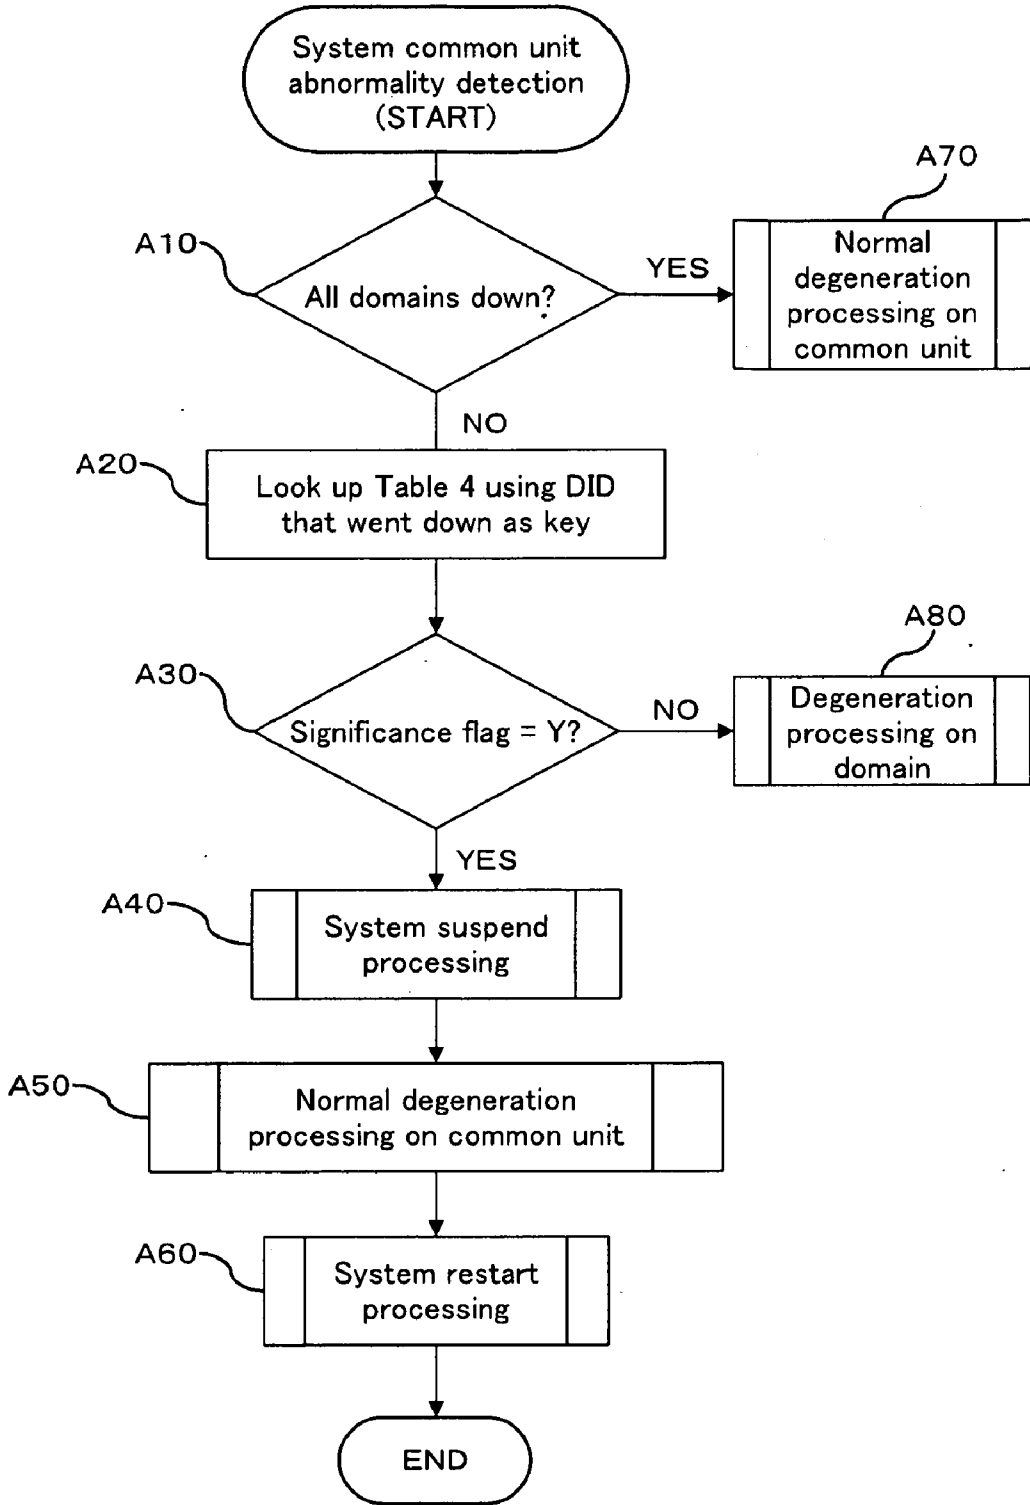 System common unit
abnormality detection
(START)
A70
A10
All domains down?
YES
Normal
degeneration
processing on
common unit
NO
A20
Look up Table 4 using DID
that went down as key
A80
A30
Significance flag = Y?
NO
Degeneration
processing on
domain
YES
A40
System suspend
processing
A50
Normal degeneration
processing on common unit
A60
System restart
processing
END